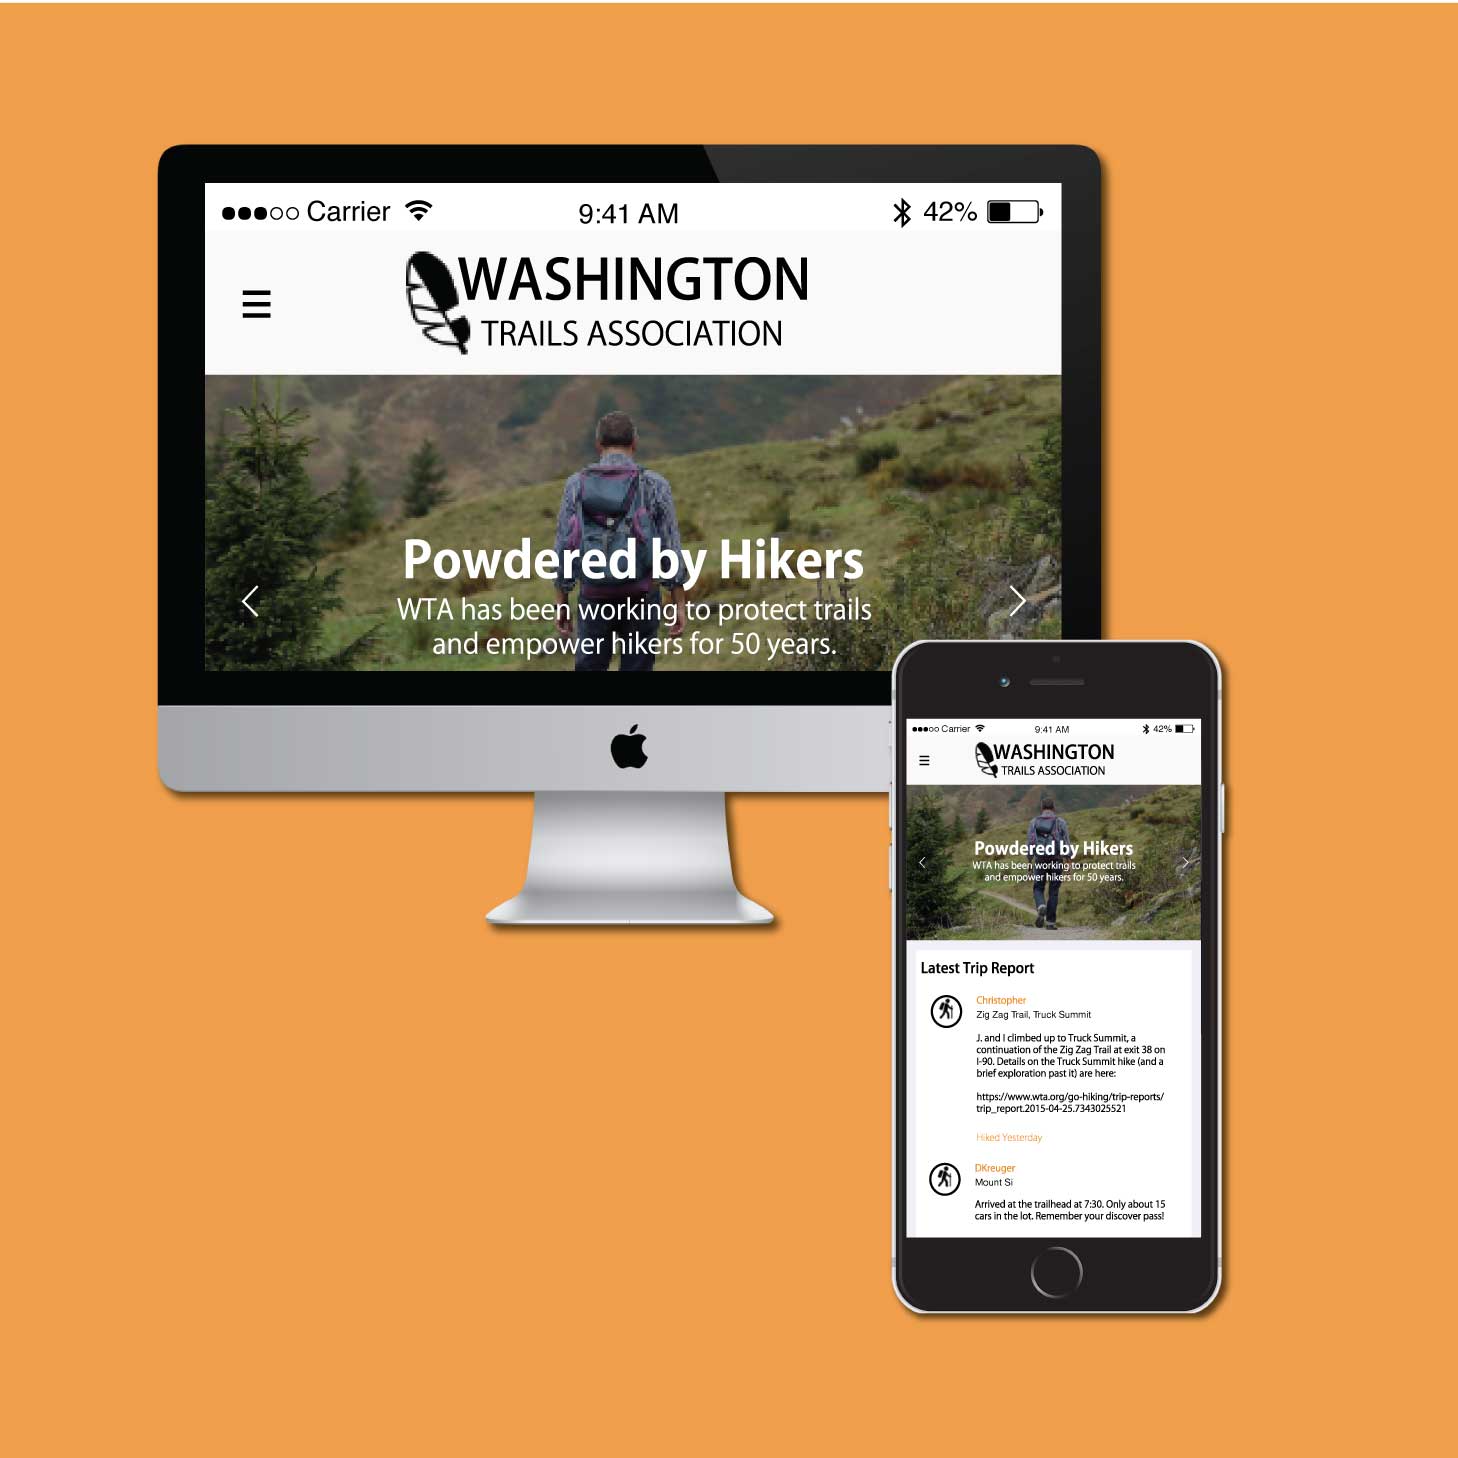 Carrier 9:41 AM 42%
WASHINGTON
TRAILS ASSOCIATION
Powdered by Hikers
WTA has been working to protect trails
and empower hikers for 50 years.
Carrier 9:41 AM 42%
WASHINGTON
TRAILS ASSOCIATION
Powdered by Hikers
WTA has been working to protect trails
and empower hikers for 50 years.
Latest Trip Report
Christopher
Zig Zag Trail, Truck Summit
J. and I climbed up to Truck Summit, a
continuation of the Zig Zag Trail at exit 38 on
I-90. Details on the Truck Summit hike (and a
brief exploration past it) are here:
https://www.wta.org/go-hiking/trip-reports/
trip_report.2015-04-25.7343025521
Hiked Yesterday
DKreuger
Mount Si
Arrived at the trailhead at 7:30. Only about 15
cars in the lot. Remember your discover pass!